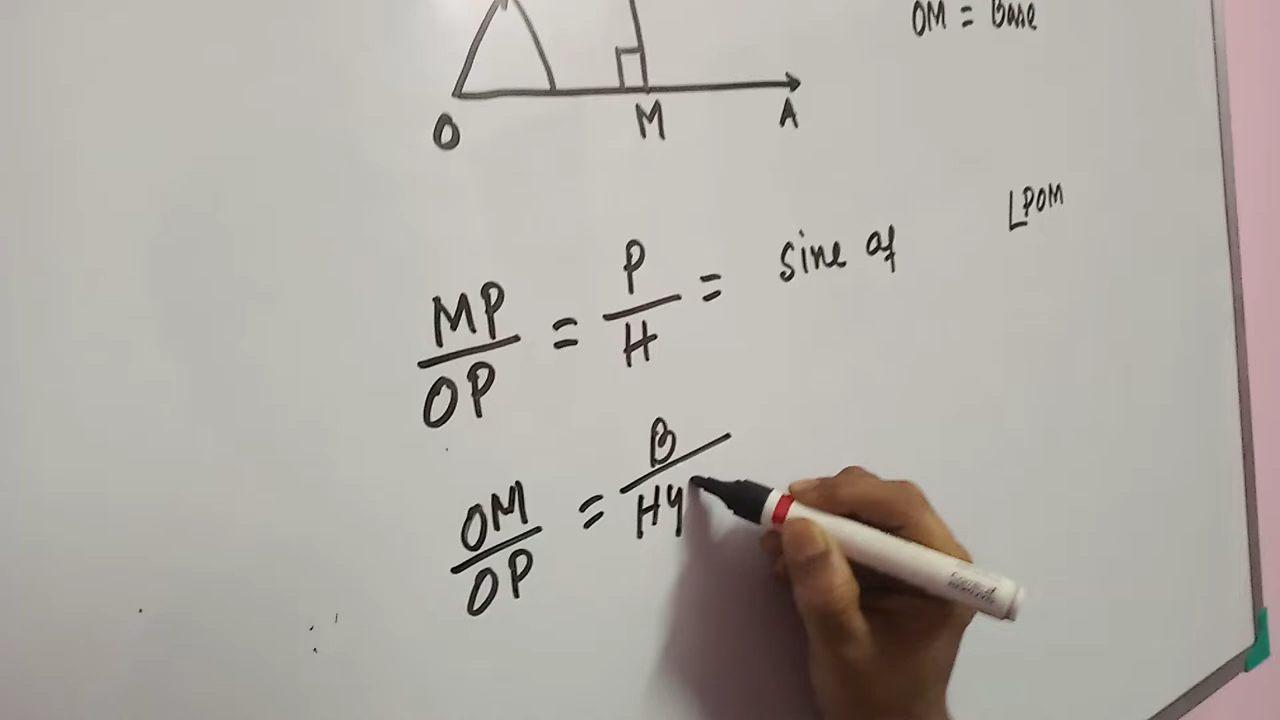 OM = Base
O M A
∠POM
MP/OP = P/H = sine of
OM/OP = B/Hy